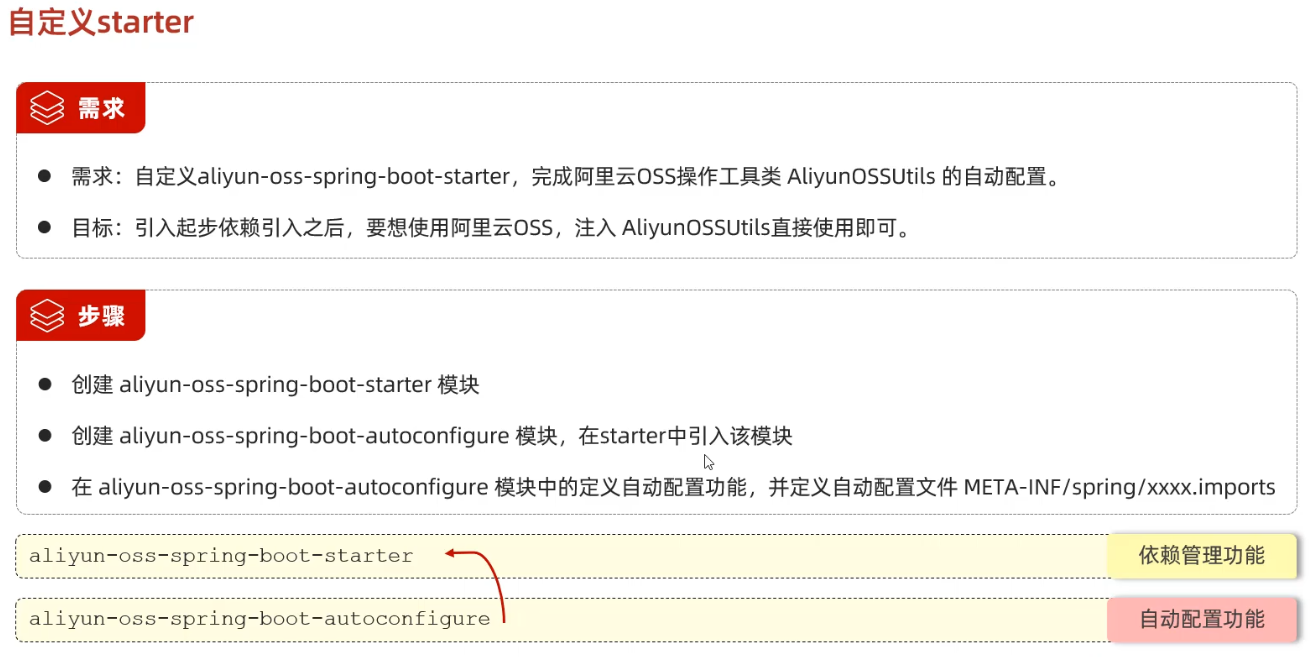 自定义starter
需求
需求：自定义aliyun-oss-spring-boot-starter，完成阿里云OSS操作工具类 AliyunOSSUtils 的自动配置。
目标：引入起步依赖引入之后，要想使用阿里云OSS，注入 AliyunOSSUtils直接使用即可。
步骤
创建 aliyun-oss-spring-boot-starter 模块
创建 aliyun-oss-spring-boot-autoconfigure 模块，在starter中引入该模块
在 aliyun-oss-spring-boot-autoconfigure 模块中的定义自动配置功能，并定义自动配置文件 META-INF/spring/xxxx.imports
aliyun-oss-spring-boot-starter 依赖管理功能
aliyun-oss-spring-boot-autoconfigure 自动配置功能